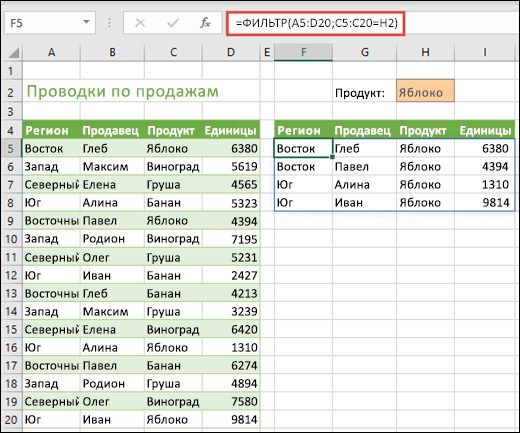 F5 fx =ФИЛЬТР(A5:D20;C5:C20=H2)
A B C D E F G H I
1
2 Проводки по продажам Продукт: Яблоко
3
4 Регион Продавец Продукт Единицы Регион Продавец Продукт Единицы
5 Восток Глеб Яблоко 6380 Восток Глеб Яблоко 6380
6 Запад Максим Виноград 5619 Восток Павел Яблоко 4394
7 Северный Елена Груша 4565 Юг Алина Яблоко 1310
8 Юг Алина Банан 5323 Юг Иван Яблоко 9814
9 Восточны Павел Яблоко 4394
10 Запад Родион Виноград 7195
11 Северный Олег Груша 5231
12 Юг Иван Банан 2427
13 Восточны Глеб Банан 4213
14 Запад Максим Груша 3239
15 Северный Елена Виноград 6420
16 Юг Алина Яблоко 1310
17 Восточны Павел Банан 6274
18 Запад Родион Груша 4894
19 Северный Олег Виноград 7580
20 Юг Иван Яблоко 9814